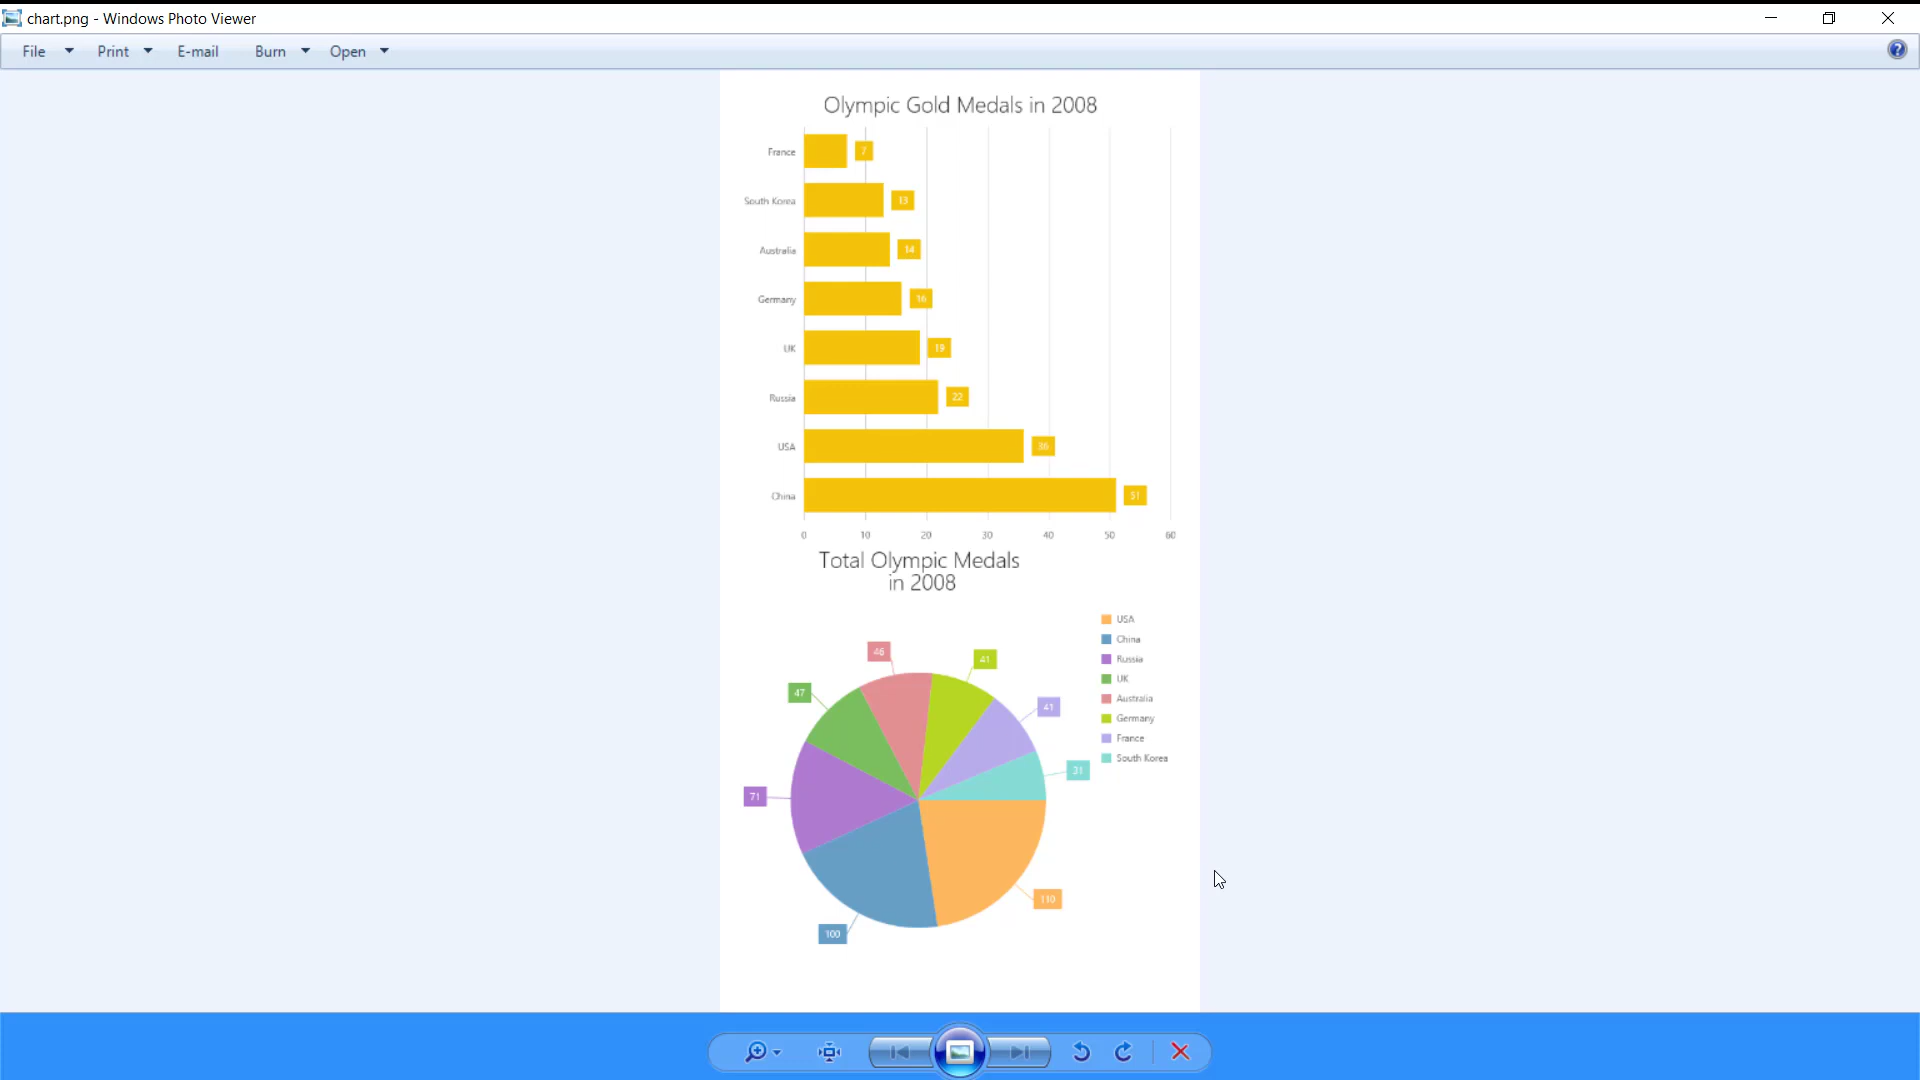 chart.png - Windows Photo Viewer
File Print E-mail Burn Open
Olympic Gold Medals in 2008
France 7
South Korea 13
Australia 14
Germany 16
UK 19
Russia 22
USA 36
China 51
0 10 20 30 40 50 60
Total Olympic Medals
in 2008
USA
China
Russia
UK
Australia
Germany
France
South Korea
46
41
47
41
31
71
110
100